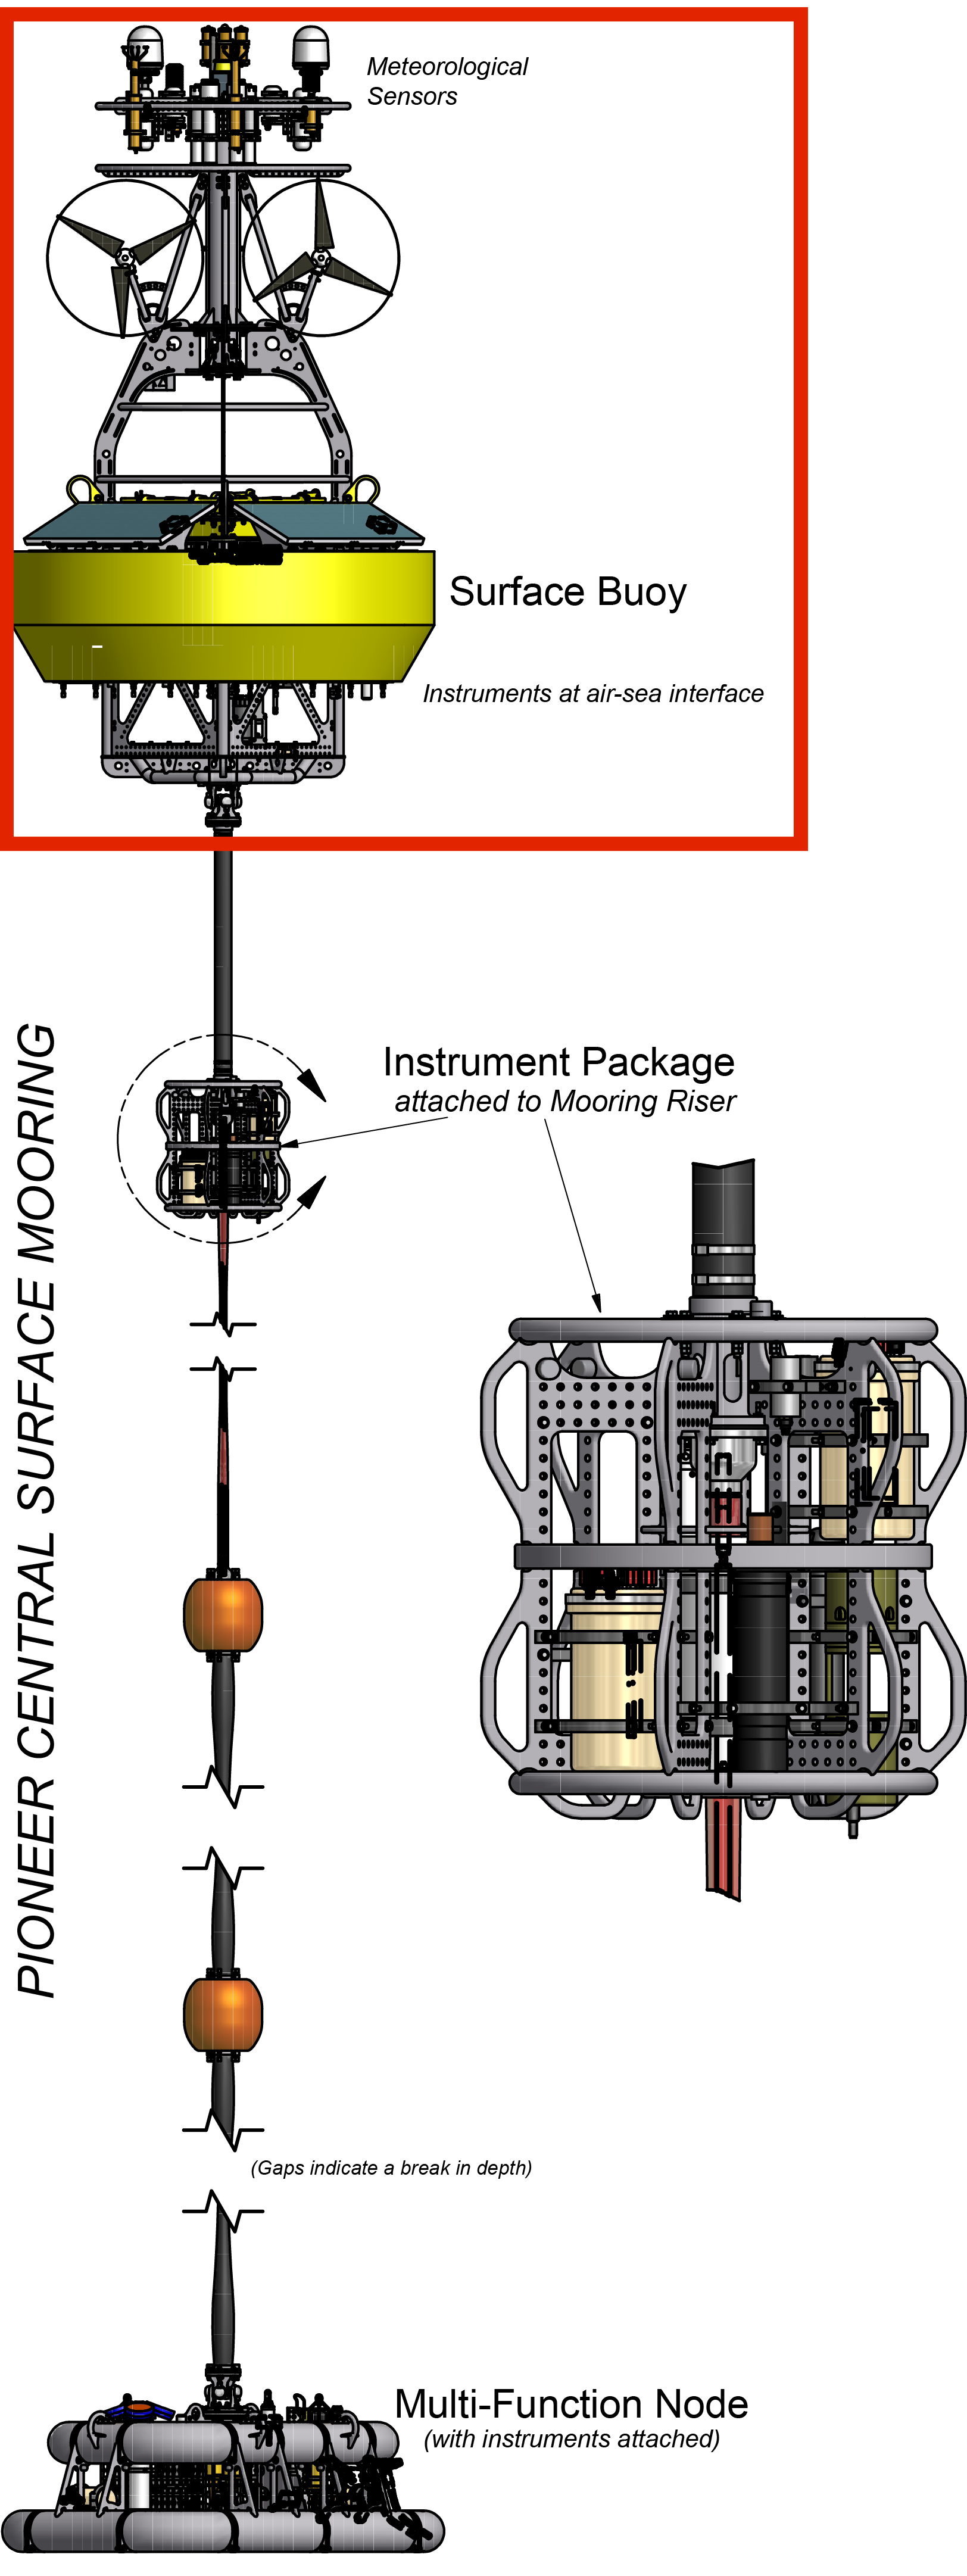 Meteorological
Sensors
Surface Buoy
Instruments at air-sea interface
PIONEER CENTRAL SURFACE MOORING
Instrument Package
attached to Mooring Riser
(Gaps indicate a break in depth)
Multi-Function Node
(with instruments attached)